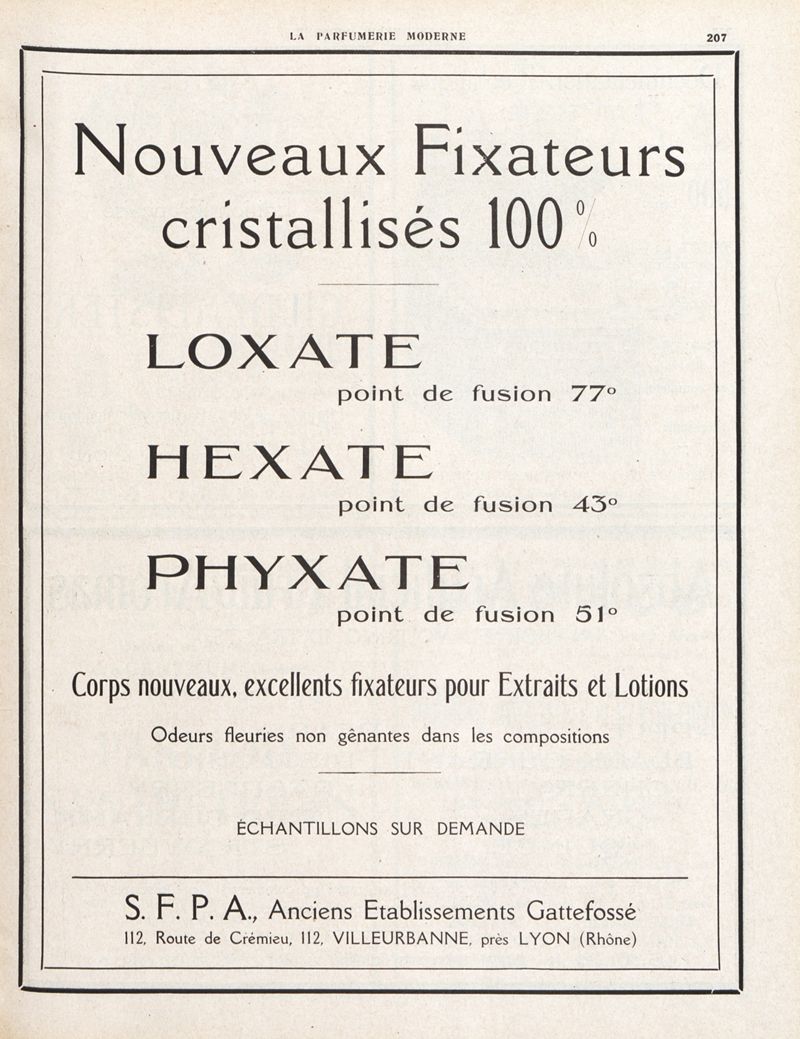 LA PARFUMERIE MODERNE
207
Nouveaux Fixateurs
cristallisés 100 %
LOXATE
point de fusion 77°
HEXATE
point de fusion 43°
PHYXATE
point de fusion 51°
Corps nouveaux, excellents fixateurs pour Extraits et Lotions
Odeurs fleuries non gênantes dans les compositions
ÉCHANTILLONS SUR DEMANDE
S. F. P. A., Anciens Etablissements Gattefossé
112, Route de Crémieu, 112, VILLEURBANNE, près LYON (Rhône)